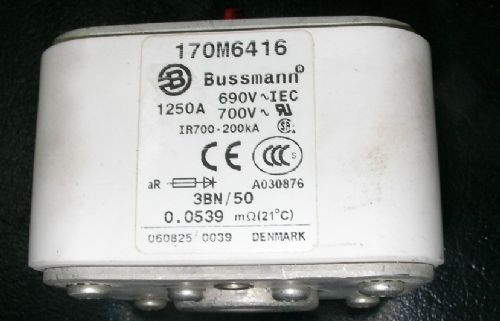 170M6416
Bussmann®
1250A 690V~IEC
700V~
IR700-200kA
CE CCC S
aR A030876
3BN/50
0.0539 mΩ(21°C)
060825 0039 DENMARK